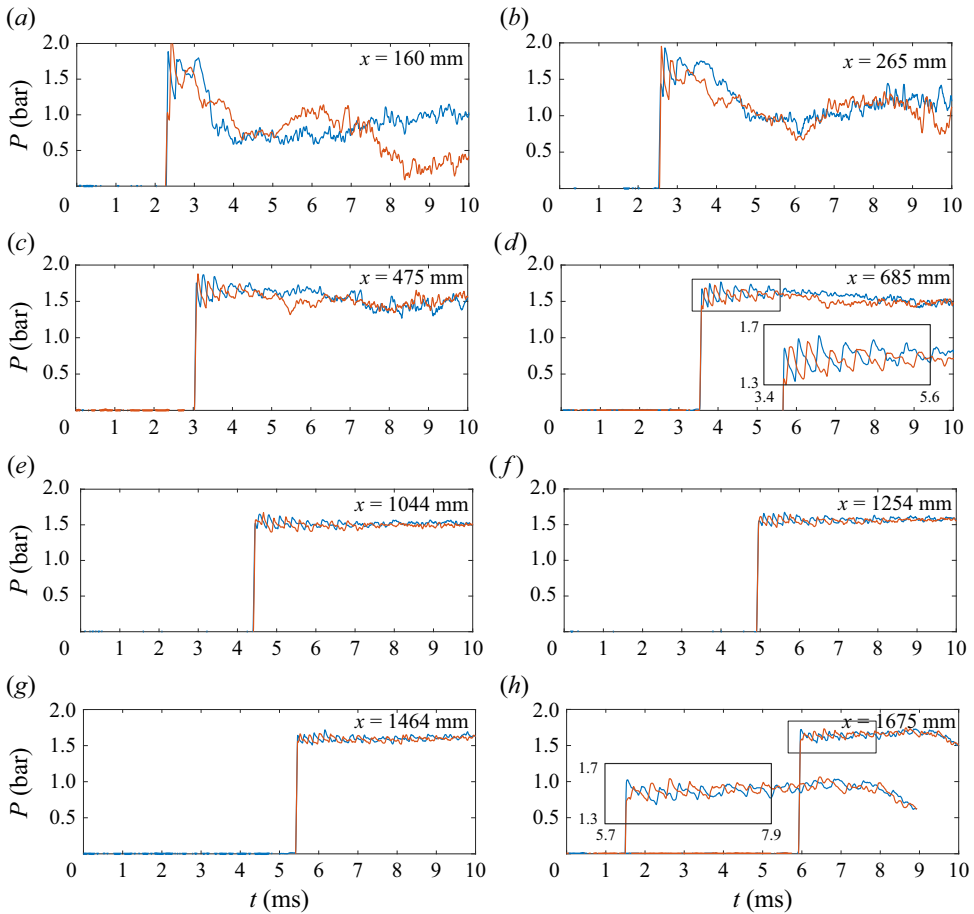 (a) (b)
2.0 2.0
x = 160 mm x = 265 mm
1.5 1.5
P (bar)
1.0 1.0
0.5 0.5
0 1 2 3 4 5 6 7 8 9 10 0 1 2 3 4 5 6 7 8 9 10
(c) (d)
2.0 2.0
x = 475 mm x = 685 mm
1.5 1.5
P (bar)
1.7
1.0 1.0
0.5 0.5
1.3
3.4 5.6
0 1 2 3 4 5 6 7 8 9 10 0 1 2 3 4 5 6 7 8 9 10
(e) (f)
2.0 2.0
x = 1044 mm x = 1254 mm
1.5 1.5
P (bar)
1.0 1.0
0.5 0.5
0 1 2 3 4 5 6 7 8 9 10 0 1 2 3 4 5 6 7 8 9 10
(g) (h)
2.0 2.0
x = 1464 mm x = 1675 mm
1.5 1.5
P (bar)
1.7
1.0 1.0
0.5 0.5
1.3
5.7 7.9
0 1 2 3 4 5 6 7 8 9 10 0 1 2 3 4 5 6 7 8 9 10
t (ms) t (ms)